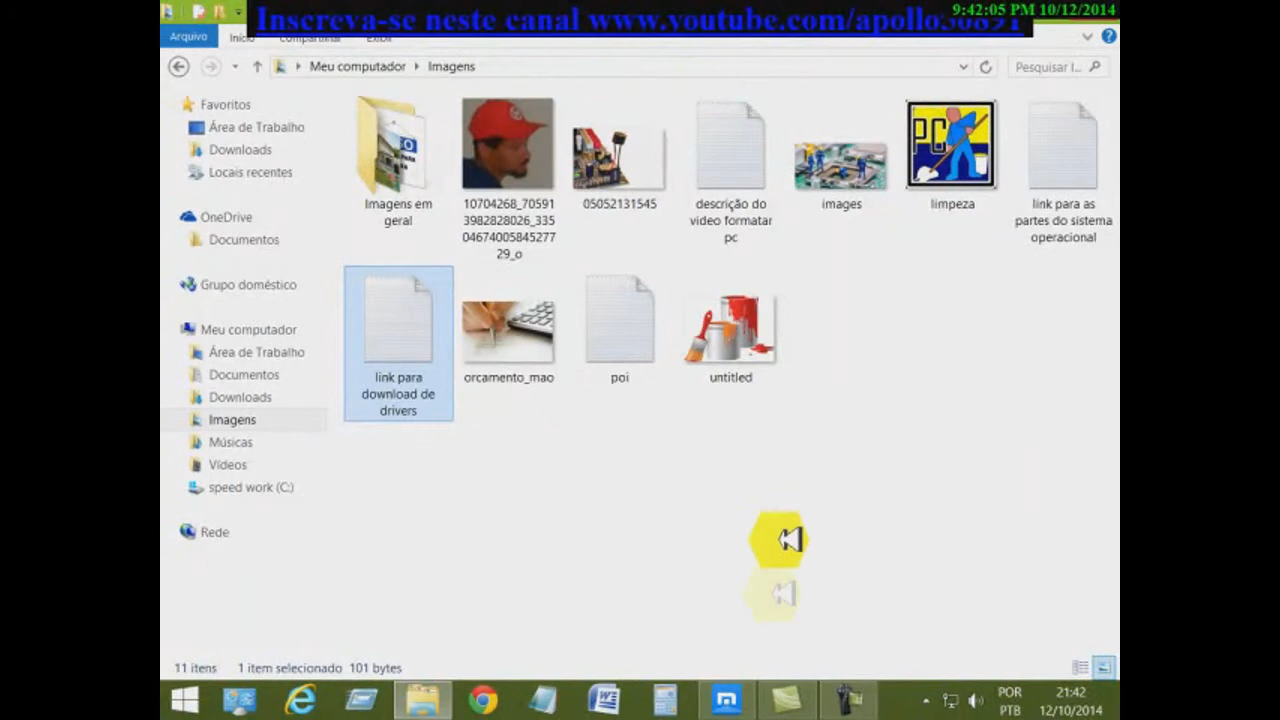 Inscreva-se neste canal www.youtube.com/apollo36891
9:42:05 PM 10/12/2014
Arquivo Início Compartilhar Exibir
Meu computador Imagens
Pesquisar I...
Favoritos
Área de Trabalho
Downloads
Locais recentes
OneDrive
Documentos
Grupo doméstico
Meu computador
Área de Trabalho
Documentos
Downloads
Imagens
Músicas
Vídeos
speed work (C:)
Rede
Imagens em
geral
10704268_70591
3982828026_335
04674005845277
29_o
05052131545
descrição do
video formatar
pc
images
PC
limpeza
link para as
partes do sistema
operacional
link para
download de
drivers
orcamento_mao
poi
untitled
11 itens 1 item selecionado 101 bytes
POR
PTB
21:42
12/10/2014